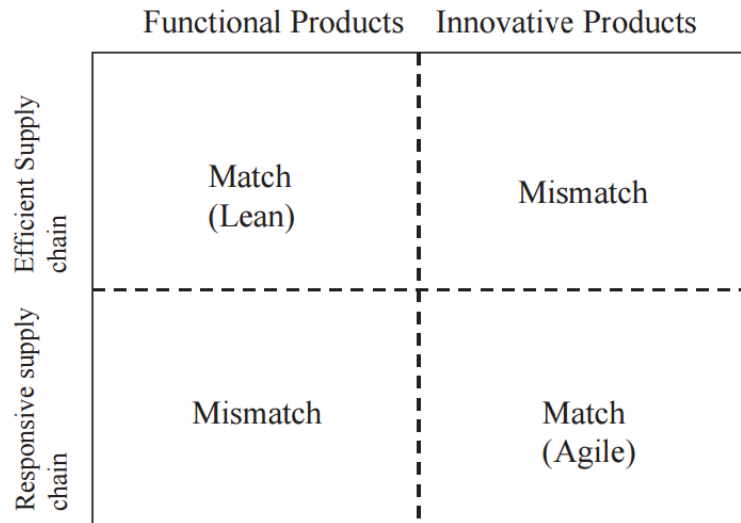 Functional Products
Innovative Products
Efficient Supply
chain
Match
(Lean)
Mismatch
Responsive supply
chain
Mismatch
Match
(Agile)